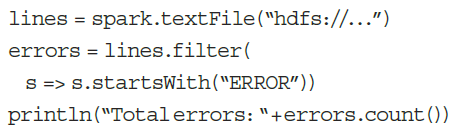 lines = spark.textFile(“hdfs://...”)
errors = lines.filter(
  s => s.startsWith(“ERROR”))
println(“Total errors: “+errors.count())